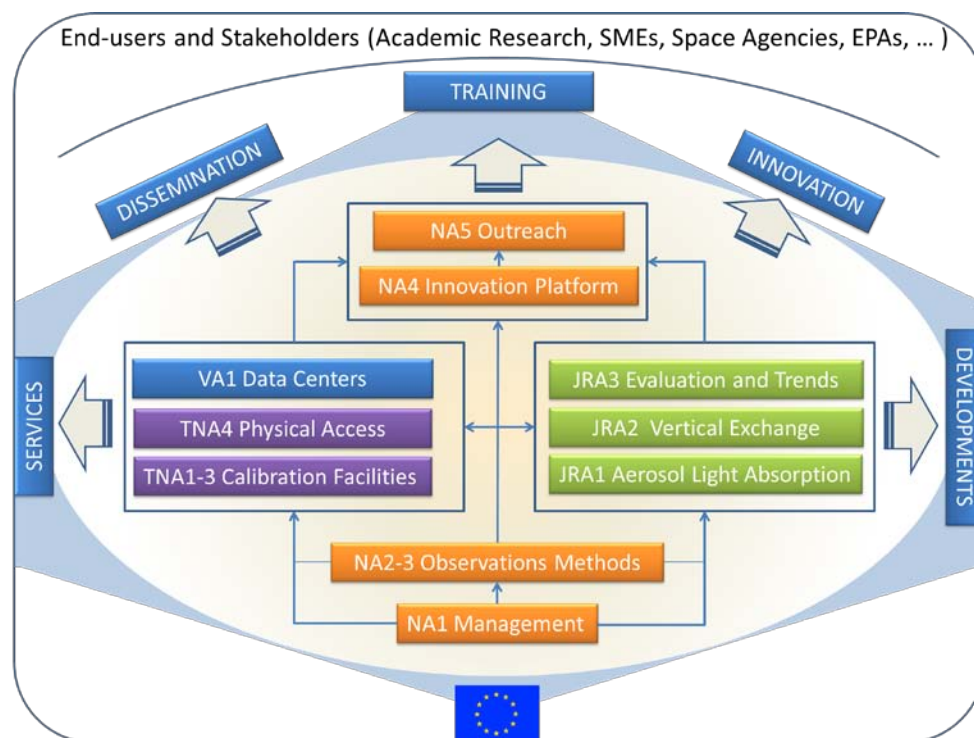 End-users and Stakeholders (Academic Research, SMEs, Space Agencies, EPAs, ... )
TRAINING
DISSEMINATION
INNOVATION
NA5 Outreach
NA4 Innovation Platform
SERVICES
VA1 Data Centers
TNA4 Physical Access
TNA1-3 Calibration Facilities
JRA3 Evaluation and Trends
JRA2 Vertical Exchange
JRA1 Aerosol Light Absorption
DEVELOPMENTS
NA2-3 Observations Methods
NA1 Management